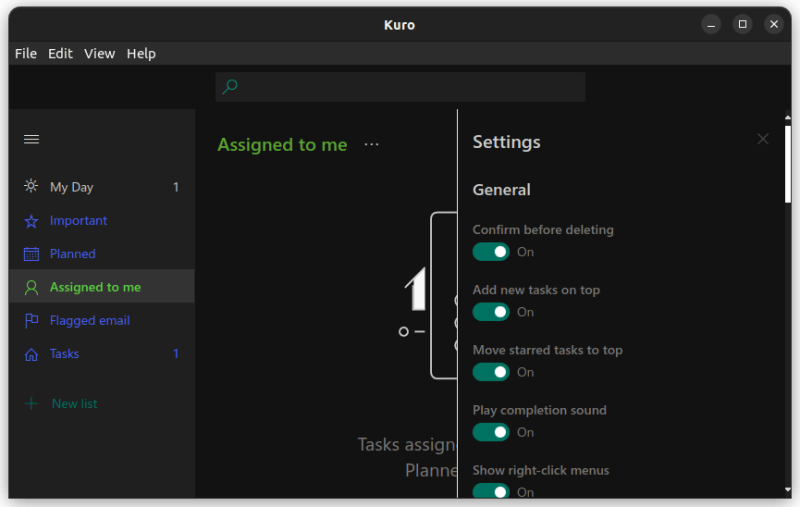 Kuro
File Edit View Help
My Day 1
Important
Planned
Assigned to me
Flagged email
Tasks 1
New list
Assigned to me ...
Tasks assign
Planne
Settings
General
Confirm before deleting
On
Add new tasks on top
On
Move starred tasks to top
On
Play completion sound
On
Show right-click menus
On